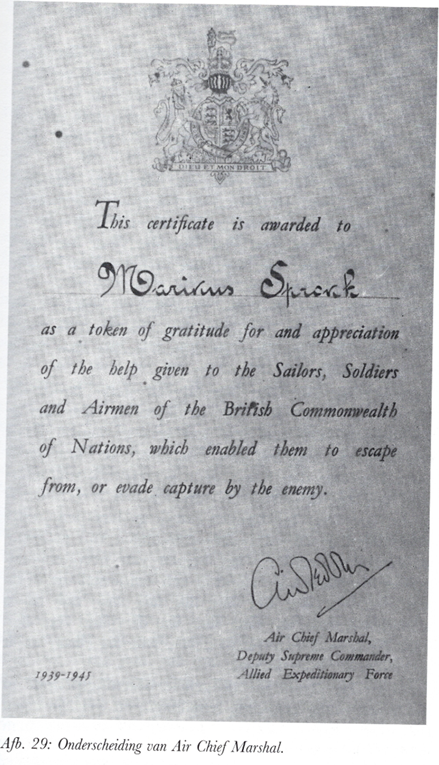 DIEU ET MON DROIT
This certificate is awarded to
Marinus Spronk
as a token of gratitude for and appreciation
of the help given to the Sailors, Soldiers
and Airmen of the British Commonwealth
of Nations, which enabled them to escape
from, or evade capture by the enemy.
Air Chief Marshal,
Deputy Supreme Commander,
1939-1945 Allied Expeditionary Force
Afb. 29: Onderscheiding van Air Chief Marshal.